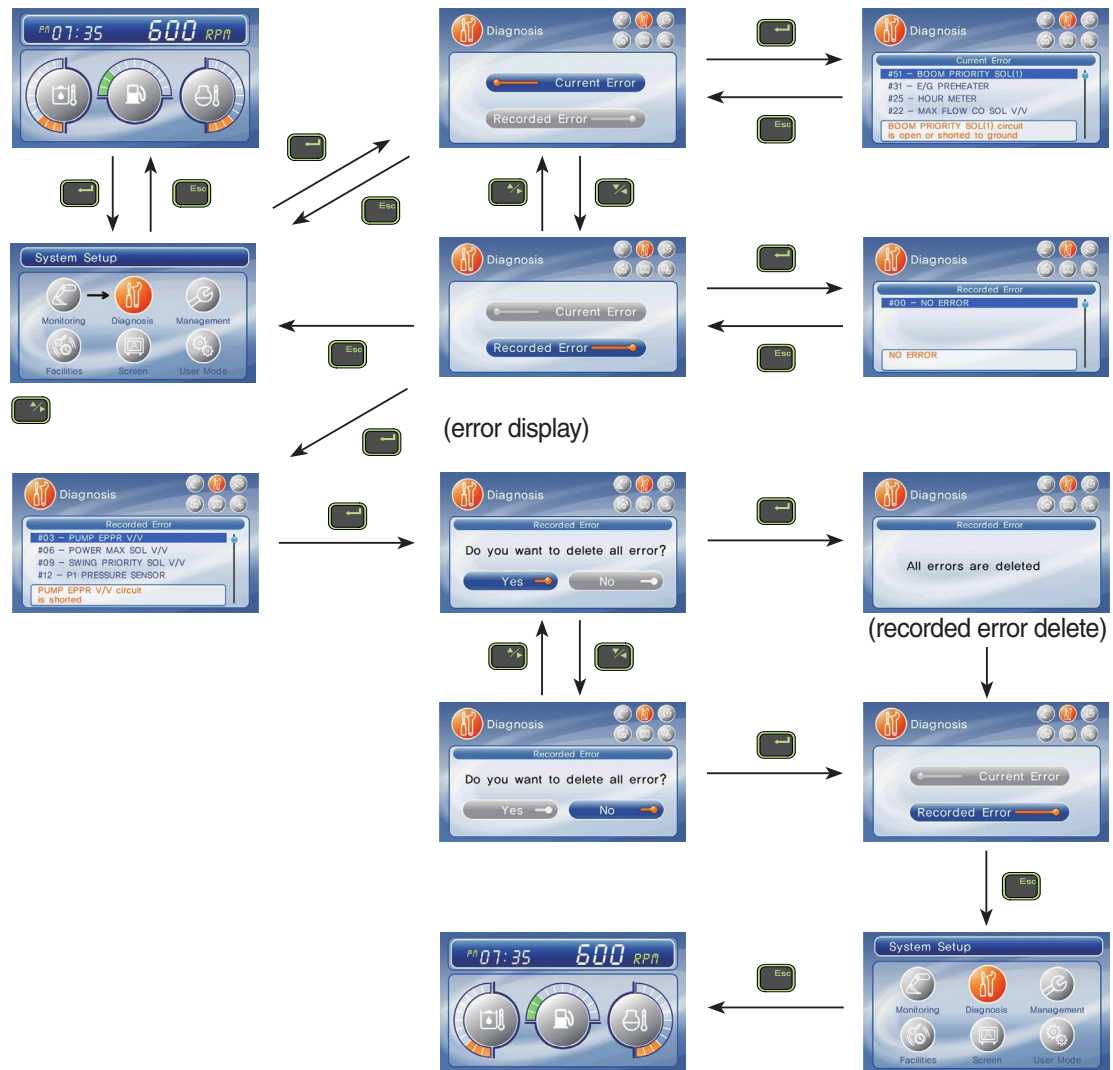 PM 07:35 600 RPM
Esc
System Setup
Monitoring Diagnosis Management
Facilities Screen User Mode
Diagnosis
Current Error
Recorded Error
Esc
Diagnosis
Current Error
#51 - BOOM PRIORITY SOL(1)
#31 - E/G PREHEATER
#25 - HOUR METER
#22 - MAX FLOW CO SOL V/V
BOOM PRIORITY SOL(1) circuit
is open or shorted to ground
Esc
Diagnosis
Current Error
Recorded Error
Esc
Diagnosis
Recorded Error
#00 - NO ERROR
NO ERROR
Esc
(error display)
Diagnosis
Recorded Error
#03 - PUMP EPPR V/V
#06 - POWER MAX SOL V/V
#09 - SWING PRIORITY SOL V/V
#12 - P1 PRESSURE SENSOR
PUMP EPPR V/V circuit
is shorted
Diagnosis
Recorded Error
Do you want to delete all error?
Yes No
Diagnosis
Recorded Error
All errors are deleted
(recorded error delete)
Diagnosis
Recorded Error
Do you want to delete all error?
Yes No
Diagnosis
Current Error
Recorded Error
Esc
System Setup
Monitoring Diagnosis Management
Facilities Screen User Mode
Esc
PM 07:35 600 RPM